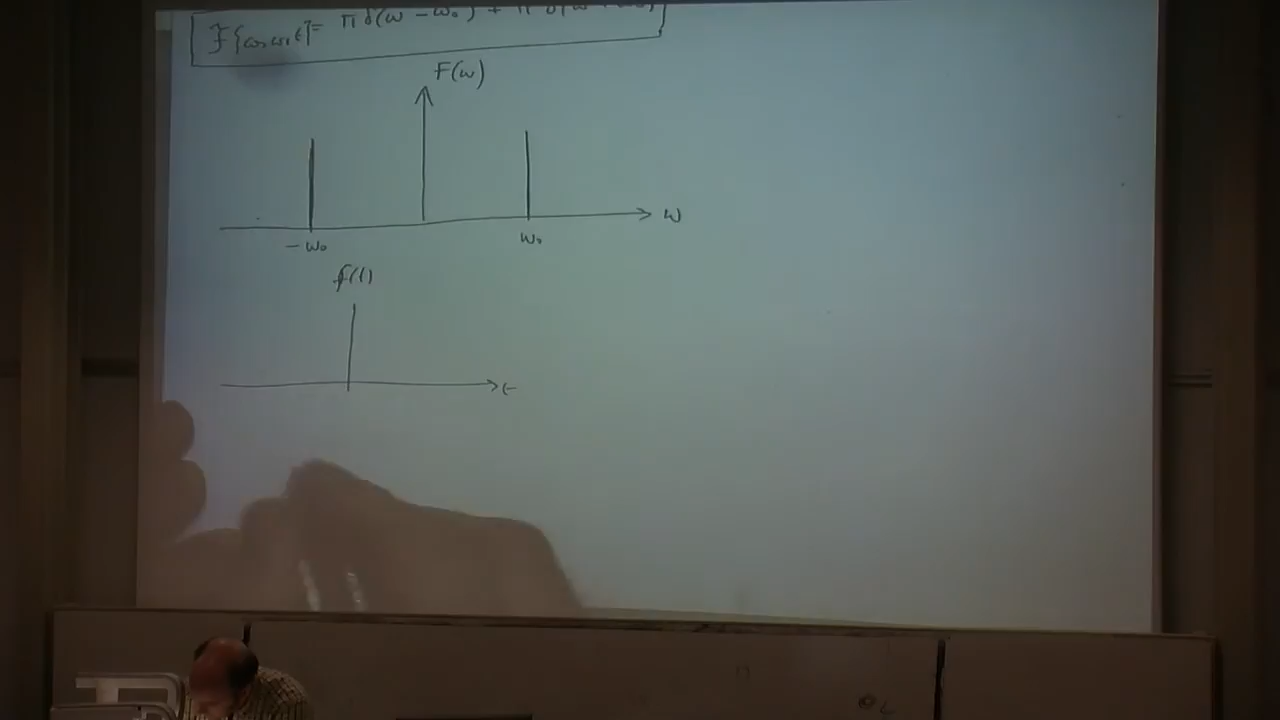 F{cos ω₀t} = π δ(ω − ω₀) + π δ(ω + ω₀)
F(ω)
ω
− ω₀
ω₀
f(t)
t